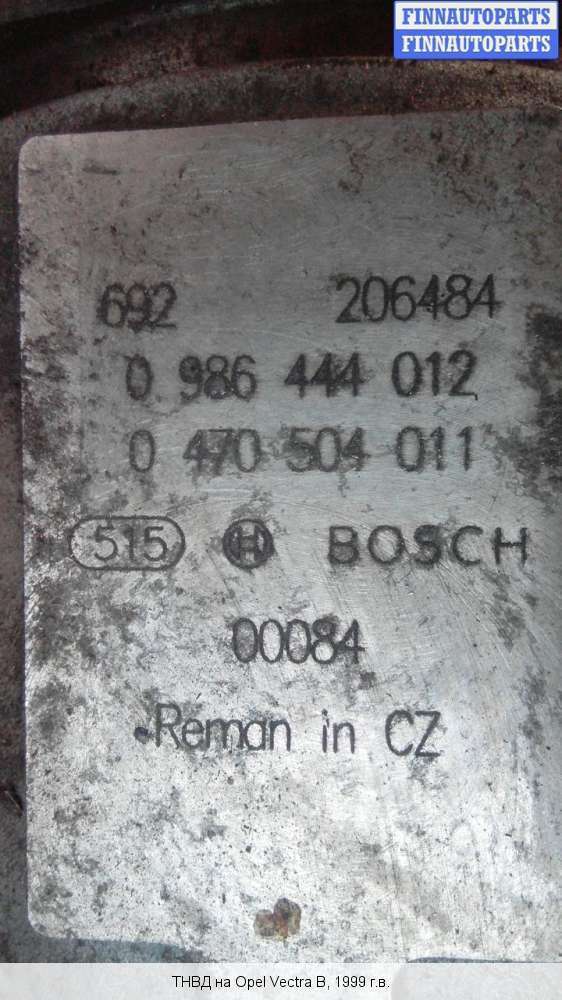 FINNAUTOPARTS
FINNAUTOPARTS
692 206484
0 986 444 012
0 470 504 011
515 H BOSCH
00084
Reman in CZ
ТНВД на Opel Vectra B, 1999 г.в.